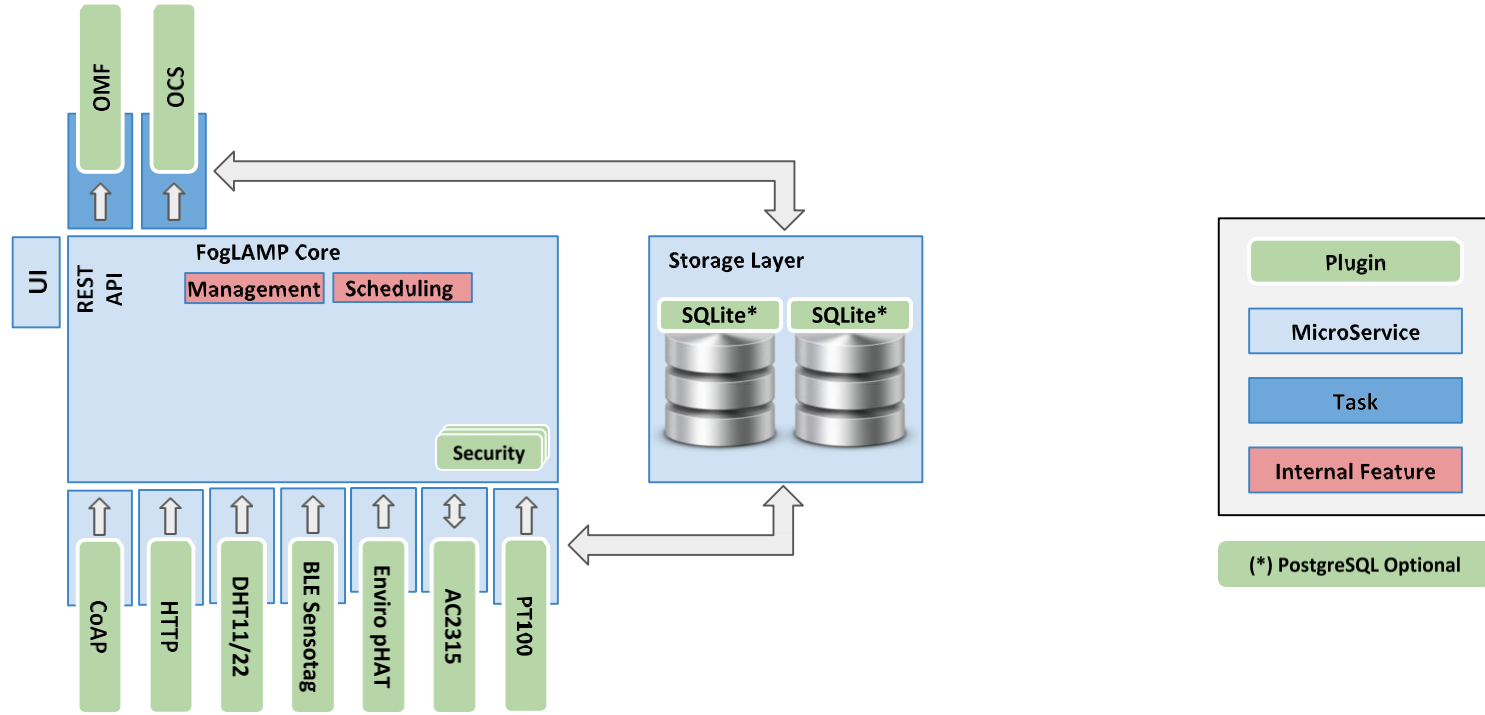 OMF
OCS
UI
REST
API
FogLAMP Core
Management
Scheduling
Security
Storage Layer
SQLite*
SQLite*
CoAP
HTTP
DHT11/22
BLE Sensotag
Enviro pHAT
AC2315
PT100
Plugin
MicroService
Task
Internal Feature
(*) PostgreSQL Optional